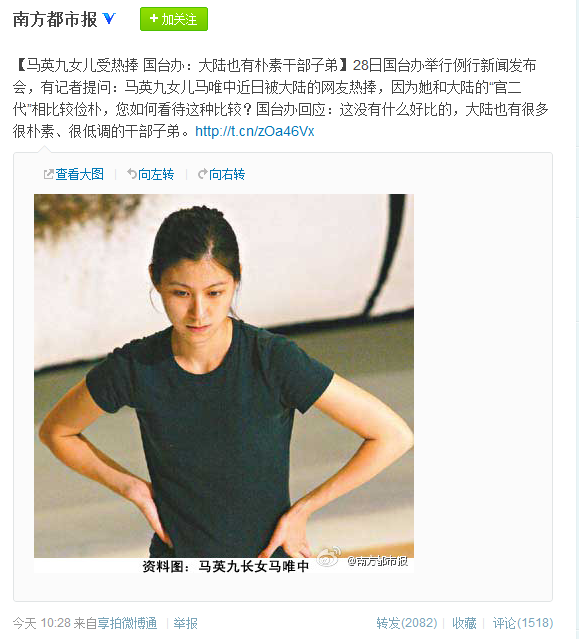 南方都市报
+ 加关注
【马英九女儿受热捧 国台办：大陆也有朴素干部子弟】28日国台办举行例行新闻发布
会，有记者提问：马英九女儿马唯中近日被大陆的网友热捧，因为她和大陆的“官二
代”相比较俭朴，您如何看待这种比较？国台办回应：这没有什么好比的，大陆也有很多
很朴素、很低调的干部子弟。http://t.cn/zOa46Vx
查看大图 | 向左转 | 向右转
资料图：马英九长女马唯中
@南方都市报
今天 10:28 来自享拍微博通 | 举报
转发(2082) | 收藏 | 评论(1518)